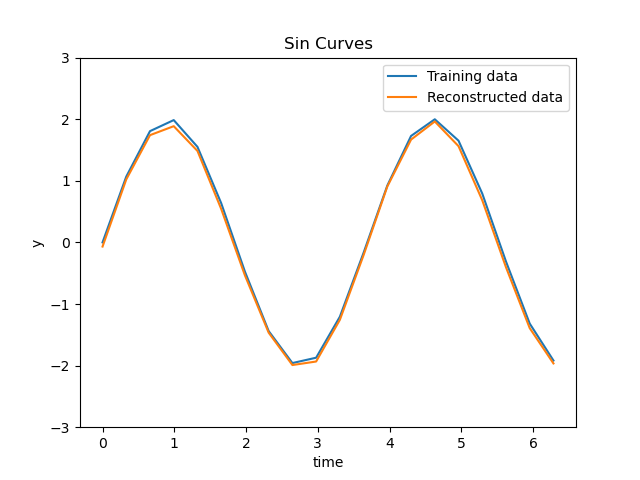 Sin Curves
Training data
Reconstructed data
3
2
1
0
−1
−2
−3
y
0 1 2 3 4 5 6
time